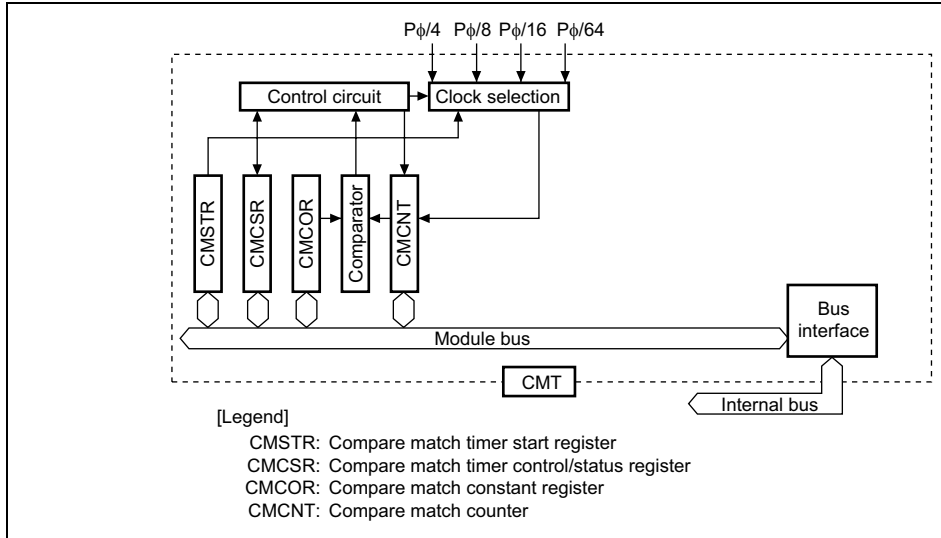 Pϕ/4 Pϕ/8 Pϕ/16 Pϕ/64
Control circuit
Clock selection
CMSTR
CMCSR
CMCOR
Comparator
CMCNT
Bus
interface
Module bus
CMT
Internal bus
[Legend]
CMSTR: Compare match timer start register
CMCSR: Compare match timer control/status register
CMCOR: Compare match constant register
CMCNT: Compare match counter